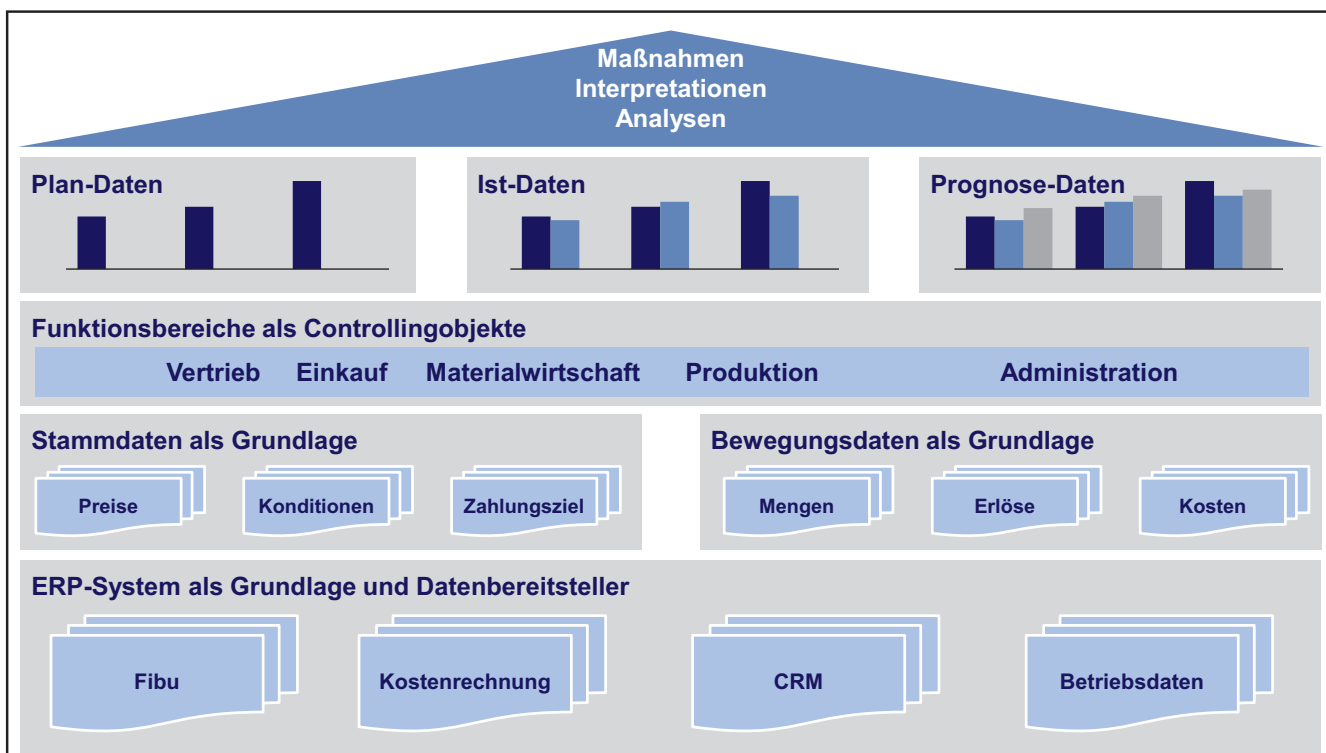 Maßnahmen
Interpretationen
Analysen
Plan-Daten
Ist-Daten
Prognose-Daten
Funktionsbereiche als Controllingobjekte
Vertrieb Einkauf Materialwirtschaft Produktion Administration
Stammdaten als Grundlage
Preise Konditionen Zahlungsziel
Bewegungsdaten als Grundlage
Mengen Erlöse Kosten
ERP-System als Grundlage und Datenbereitsteller
Fibu Kostenrechnung CRM Betriebsdaten